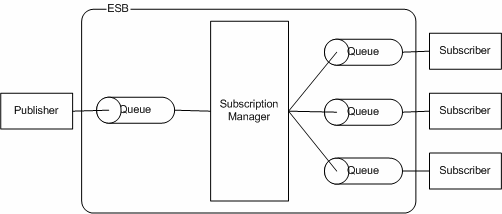 ESB
Publisher
Queue
Subscription
Manager
Queue
Subscriber
Queue
Subscriber
Queue
Subscriber